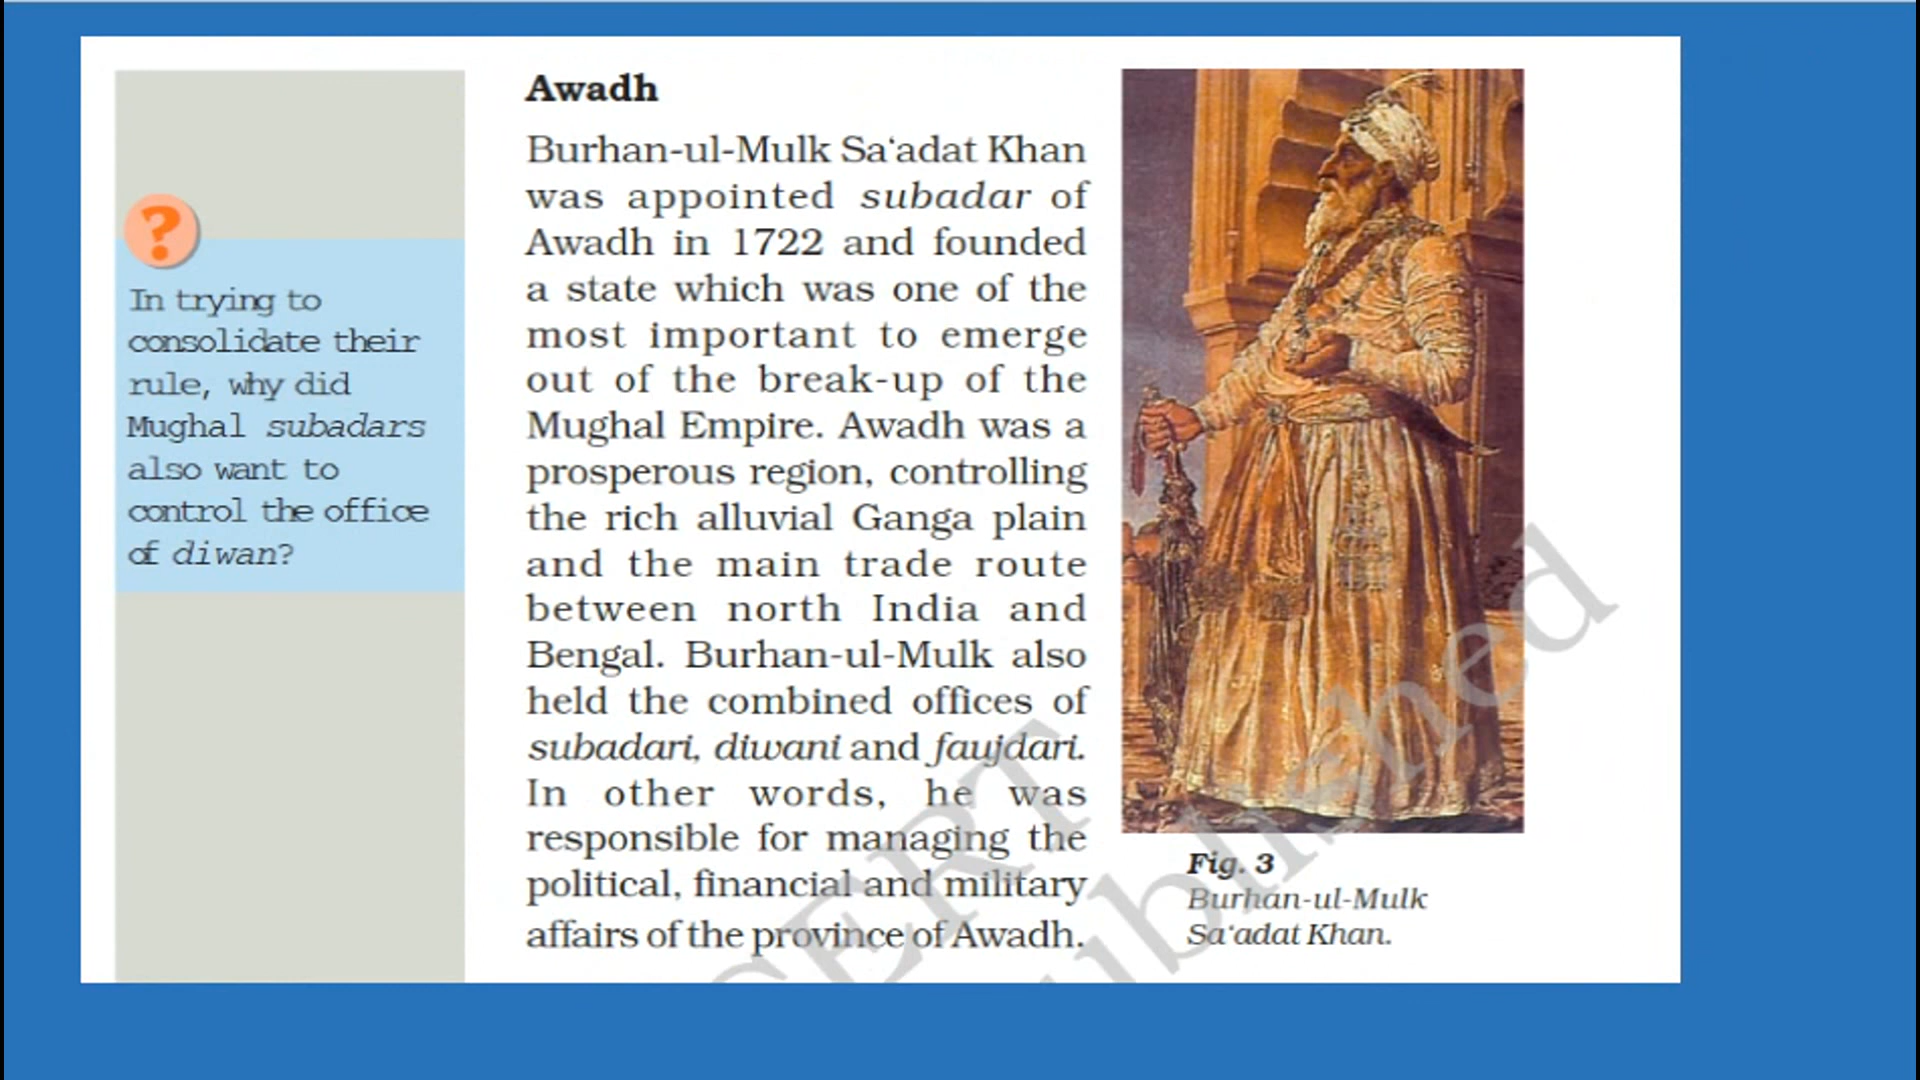 In trying to
consolidate their
rule, why did
Mughal subadars
also want to
control the office
of diwan?
Awadh
Burhan-ul-Mulk Sa‘adat Khan
was appointed subadar of
Awadh in 1722 and founded
a state which was one of the
most important to emerge
out of the break-up of the
Mughal Empire. Awadh was a
prosperous region, controlling
the rich alluvial Ganga plain
and the main trade route
between north India and
Bengal. Burhan-ul-Mulk also
held the combined offices of
subadari, diwani and faujdari.
In other words, he was
responsible for managing the
political, financial and military
affairs of the province of Awadh.
Fig. 3
Burhan-ul-Mulk
Sa‘adat Khan.